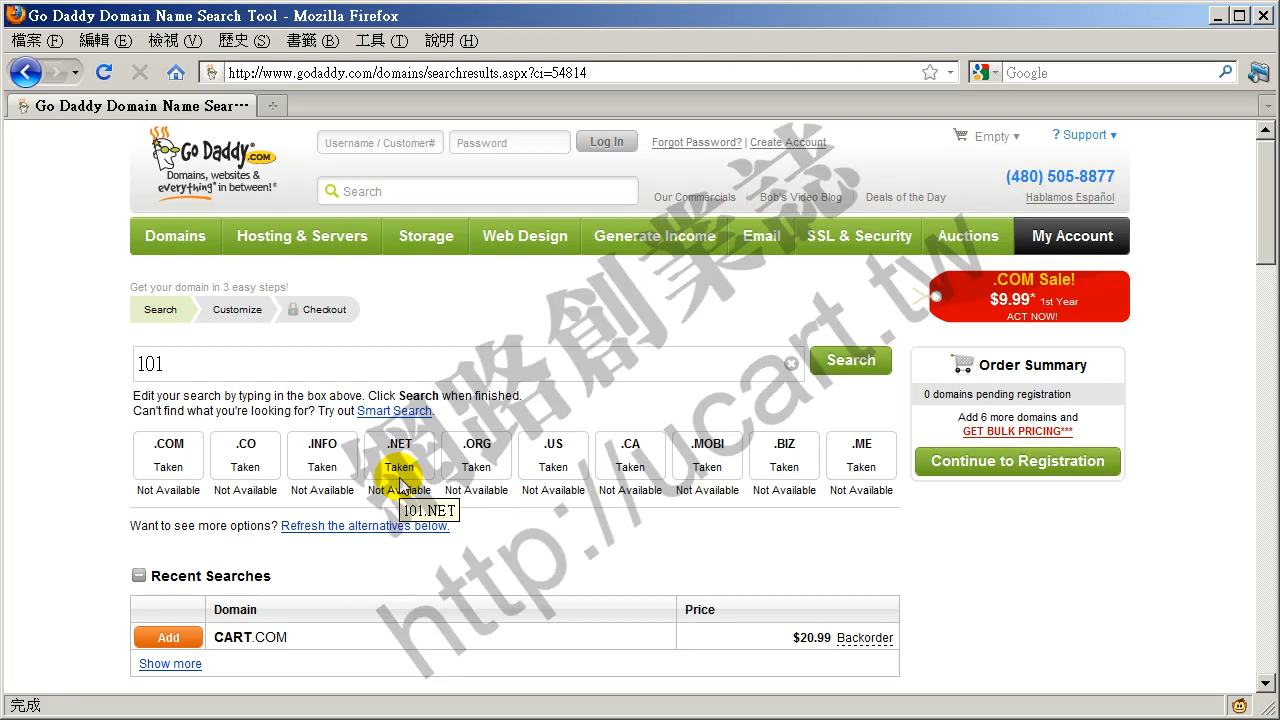 Go Daddy Domain Name Search Tool - Mozilla Firefox
檔案 (F) 編輯 (E) 檢視 (V) 歷史 (S) 書籤 (B) 工具 (T) 說明 (H)
http://www.godaddy.com/domains/searchresults.aspx?ci=54814
Google
Go Daddy Domain Name Sear…
Go Daddy.COM
Domains, websites &
everything* in between!®
Username / Customer#
Password
Log In
Forgot Password? | Create Account
Empty
? Support
Search
(480) 505-8877
Our Commercials
Bob's Video Blog
Deals of the Day
Hablamos Español
Domains
Hosting & Servers
Storage
Web Design
Generate Income
Email
SSL & Security
Auctions
My Account
Get your domain in 3 easy steps!
Search
Customize
Checkout
.COM Sale!
$9.99* 1st Year
ACT NOW!
101
Search
Edit your search by typing in the box above. Click Search when finished.
Can't find what you're looking for? Try out Smart Search.
Order Summary
0 domains pending registration
Add 6 more domains and
GET BULK PRICING***
Continue to Registration
.COM .CO .INFO .NET .ORG .US .CA .MOBI .BIZ .ME
Taken Taken Taken Taken Taken Taken Taken Taken Taken Taken
Not Available Not Available Not Available Not Available Not Available Not Available Not Available Not Available Not Available Not Available
101.NET
Want to see more options? Refresh the alternatives below.
Recent Searches
Domain Price
Add CART.COM $20.99 Backorder
Show more
網路創業誌
http://ucart.tw
完成